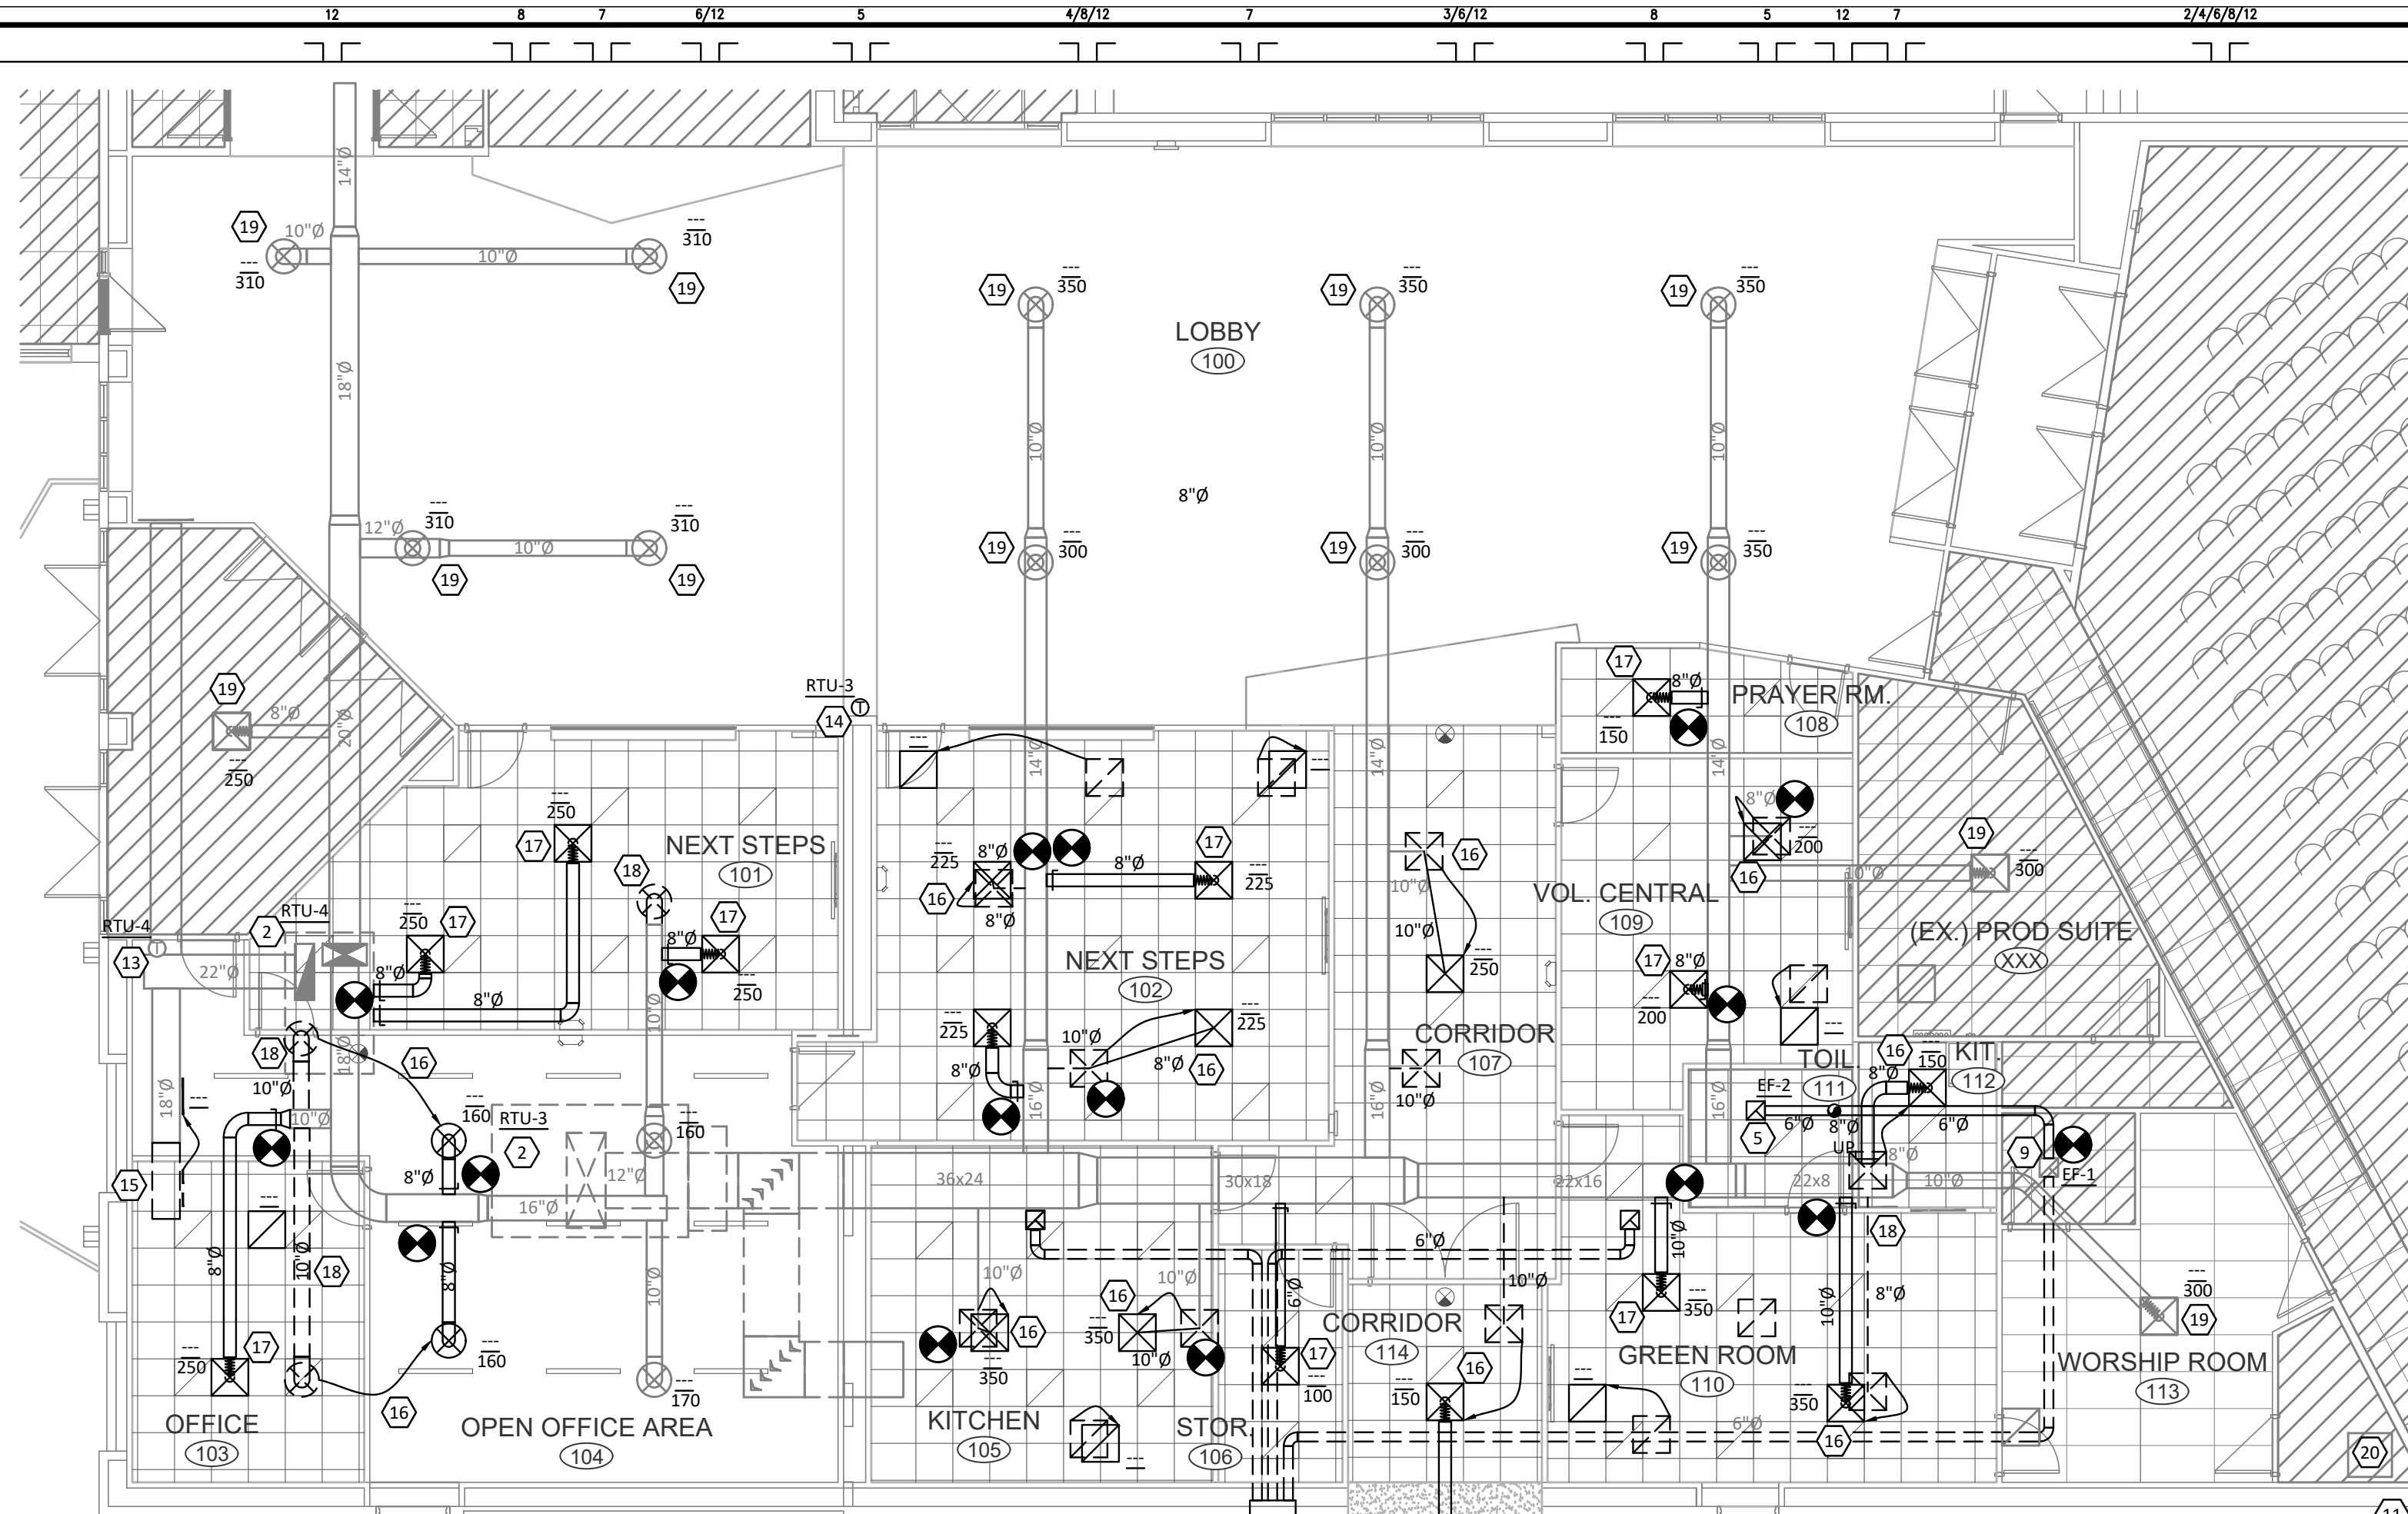 12 8 7 6/12 5 4/8/12 7 3/6/12 8 5 12 7 2/4/6/8/12
14"Ø
19 10"Ø --- 310
10"Ø
--- 310
19
18"Ø
12"Ø --- 310
19
10"Ø
--- 310
19
19 --- 350
10"Ø
19 --- 300
19 --- 350
10"Ø
19 --- 300
19 --- 350
10"Ø
19 --- 350
LOBBY
100
8"Ø
19
8"Ø
--- 250
20"Ø
RTU-3
14
NEXT STEPS
101
--- 250
17
18
--- 250
17
8"Ø
8"Ø
17
8"Ø
--- 250
10"Ø
RTU-4
2
RTU-4
13
22"Ø
18"Ø
18"Ø
---
15
18
10"Ø
10"Ø
16
NEXT STEPS
102
---
---
14"Ø
--- 225
8"Ø
16
8"Ø
8"Ø
17
--- 225
--- 225
8"Ø
10"Ø
8"Ø
16
--- 225
16"Ø
14"Ø
16
10"Ø
10"Ø
--- 250
CORRIDOR
107
10"Ø
16"Ø
17
8"Ø
--- 150
PRAYER RM.
108
14"Ø
8"Ø
--- 200
16
VOL. CENTRAL
109
17
8"Ø
--- 200
---
16"Ø
10"Ø
19
--- 300
(EX.) PROD SUITE
XXX
TOIL.
111
EF-2
5
6"Ø
8"Ø
UP
16
8"Ø
--- 150
KIT.
112
6"Ø
8"Ø
9
EF-1
10"Ø
22x8
22x16
30x18
36x24
--- 160
RTU-3
2
--- 160
8"Ø
12"Ø
16"Ø
8"Ø
10"Ø
--- 160
--- 170
16
OPEN OFFICE AREA
104
---
8"Ø
10"Ø
18
17
--- 250
OFFICE
103
10"Ø
16
--- 350
10"Ø
16
--- 350
10"Ø
KITCHEN
105
---
STOR.
106
6"Ø
6"Ø
17
--- 100
10"Ø
CORRIDOR
114
16
--- 150
10"Ø
17
--- 350
GREEN ROOM
110
---
10"Ø
8"Ø
18
--- 350
16
6"Ø
--- 300
19
WORSHIP ROOM
113
20